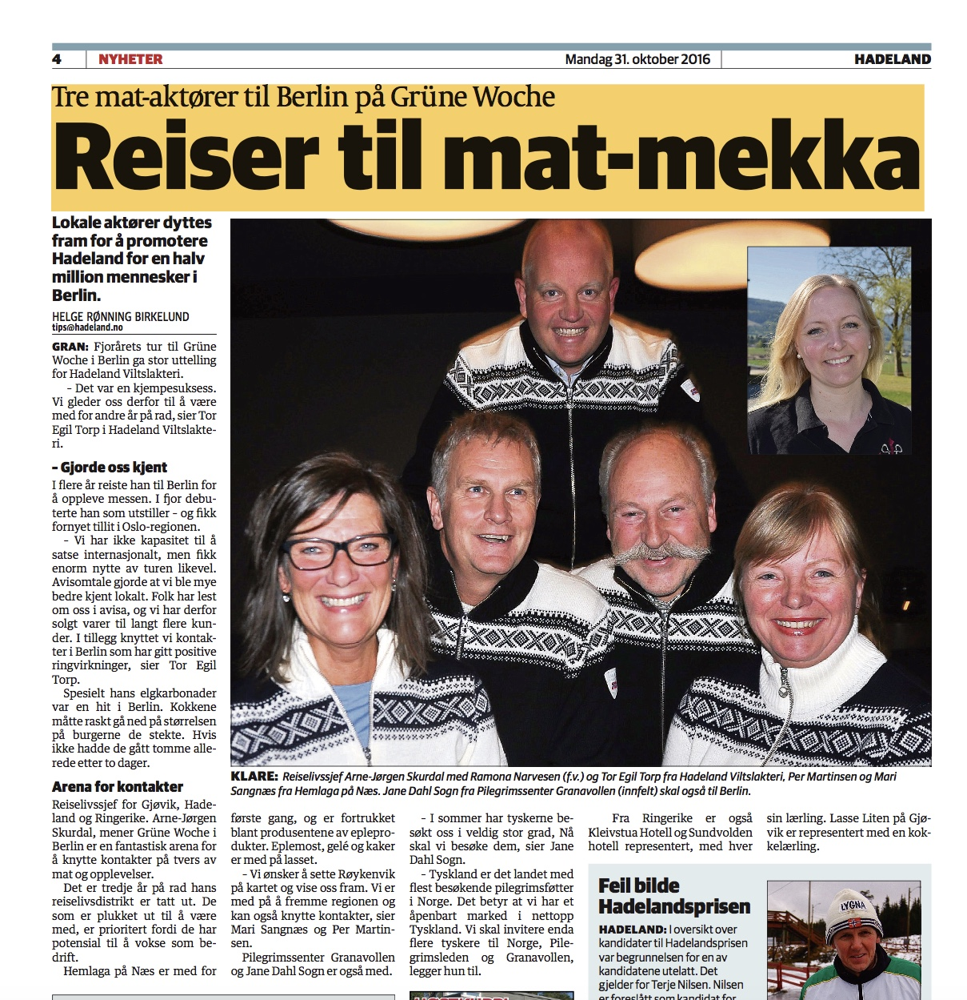 4
NYHETER
Mandag 31. oktober 2016
HADELAND
Tre mat-aktører til Berlin på Grüne Woche
Reiser til mat-mekka
Lokale aktører dyttes
fram for å promotere
Hadeland for en halv
million mennesker i
Berlin.
HELGE RØNNING BIRKELUND
tips@hadeland.no
GRAN: Fjorårets tur til Grüne
Woche i Berlin ga stor uttelling
for Hadeland Viltslakteri.
– Det var en kjempesuksess.
Vi gleder oss derfor til å være
med for andre år på rad, sier Tor
Egil Torp i Hadeland Viltslakte-
ri.
– Gjorde oss kjent
I flere år reiste han til Berlin for
å oppleve messen. I fjor debu-
terte han som utstiller – og fikk
fornyet tillit i Oslo-regionen.
– Vi har ikke kapasitet til å
satse internasjonalt, men fikk
enorm nytte av turen likevel.
Avisomtale gjorde at vi ble mye
bedre kjent lokalt. Folk har lest
om oss i avisa, og vi har derfor
solgt varer til langt flere kun-
der. I tillegg knyttet vi kontak-
ter i Berlin som har gitt positive
ringvirkninger, sier Tor Egil
Torp.
Spesielt hans elgkarbonader
var en hit i Berlin. Kokkene
måtte raskt gå ned på størrelsen
på burgerne de stekte. Hvis
ikke hadde de gått tomme alle-
rede etter to dager.
Arena for kontakter
Reiselivssjef for Gjøvik, Hade-
land og Ringerike. Arne-Jørgen
Skurdal, mener Grüne Woche i
Berlin er en fantastisk arena for
å knytte kontakter på tvers av
mat og opplevelser.
Det er tredje år på rad hans
reiselivsdistrikt er tatt ut. De
som er plukket ut til å være
med, er prioritert fordi de har
potensial til å vokse som be-
drift.
Hemlaga på Næs er med for
KLARE: Reiselivssjef Arne-Jørgen Skurdal med Ramona Narvesen (f.v.) og Tor Egil Torp fra Hadeland Viltslakteri, Per Martinsen og Mari
Sangnæs fra Hemlaga på Næs. Jane Dahl Sogn fra Pilegrimssenter Granavollen (innfelt) skal også til Berlin.
første gang, og er fortrukket
blant produsentene av eplepro-
dukter. Eplemost, gelé og kaker
er med på lasset.
– Vi ønsker å sette Røykenvik
på kartet og vise oss fram. Vi er
med på å fremme regionen og
kan også knytte kontakter, sier
Mari Sangnæs og Per Martin-
sen.
Pilegrimssenter Granavollen
og Jane Dahl Sogn er også med.
– I sommer har tyskerne be-
søkt oss i veldig stor grad, Nå
skal vi besøke dem, sier Jane
Dahl Sogn.
– Tyskland er det landet med
flest besøkende pilegrimsføtter
i Norge. Det betyr at vi har et
åpenbart marked i nettopp
Tyskland. Vi skal invitere enda
flere tyskere til Norge, Pile-
grimsleden og Granavollen,
legger hun til.
Fra Ringerike er også
Kleivstua Hotell og Sundvolden
hotell representert, med hver
sin lærling. Lasse Liten på Gjø-
vik er representert med en kok-
kelærling.
Feil bilde
Hadelandsprisen
HADELAND: I oversikt over
kandidater til Hadelandsprisen
var begrunnelsen for en av
kandidatene utelatt. Det
gjelder for Terje Nilsen. Nilsen
er foreslått som kandidat for
LYGNA